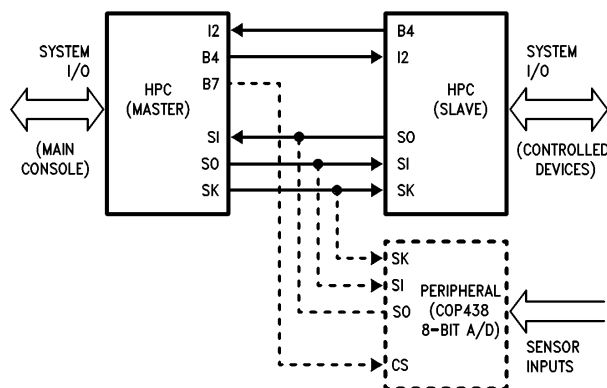 SYSTEM
I/O
(MAIN
CONSOLE)
HPC
(MASTER)
I2
B4
B7
SI
SO
SK
B4
I2
SO
SI
SK
HPC
(SLAVE)
SYSTEM
I/O
(CONTROLLED
DEVICES)
SK
SI
SO
CS
PERIPHERAL
(COP438
8-BIT A/D)
SENSOR
INPUTS